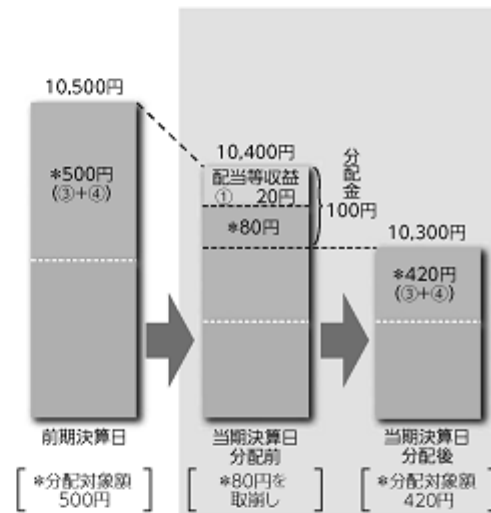 10,500円
*500円
(③+④)
前期決算日
*分配対象額
500円
10,400円
配当等収益
① 20円
*80円
分配金
100円
当期決算日
分配前
*80円を
取崩し
10,300円
*420円
(③+④)
当期決算日
分配後
*分配対象額
420円